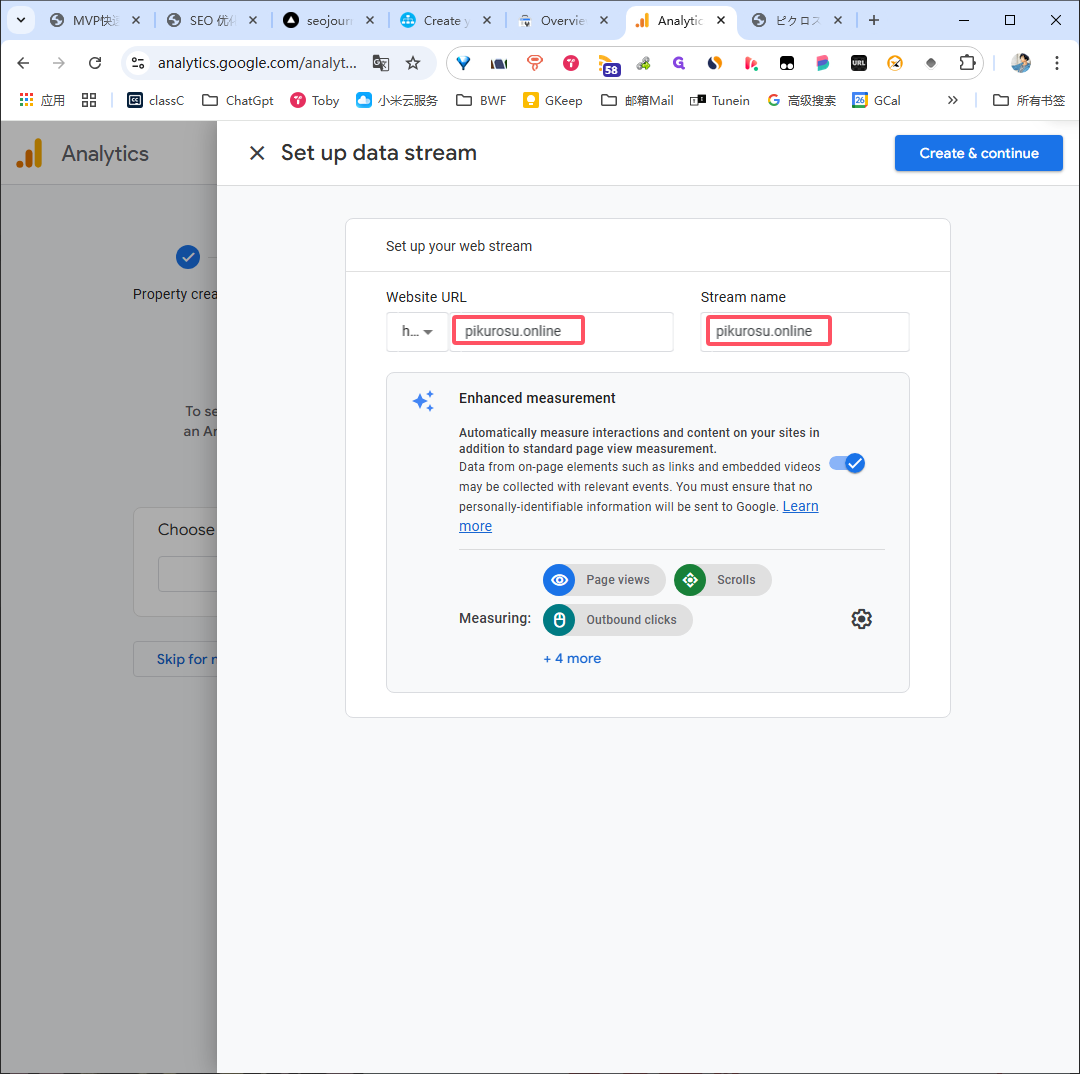 MVP快速
SEO 优化
seojourn
Create y
Overvie
Analytic
ピクロス
analytics.google.com/analyt...
58
URL
应用
classC
ChatGpt
Toby
小米云服务
BWF
GKeep
邮箱Mail
Tunein
高级搜索
26
GCal
所有书签
Analytics
Set up data stream
Create & continue
Property crea
To se
an An
Choose
Skip for n
Set up your web stream
Website URL
Stream name
h...
pikurosu.online
pikurosu.online
Enhanced measurement
Automatically measure interactions and content on your sites in
addition to standard page view measurement.
Data from on-page elements such as links and embedded videos
may be collected with relevant events. You must ensure that no
personally-identifiable information will be sent to Google. Learn
more
Measuring:
Page views
Scrolls
Outbound clicks
+ 4 more